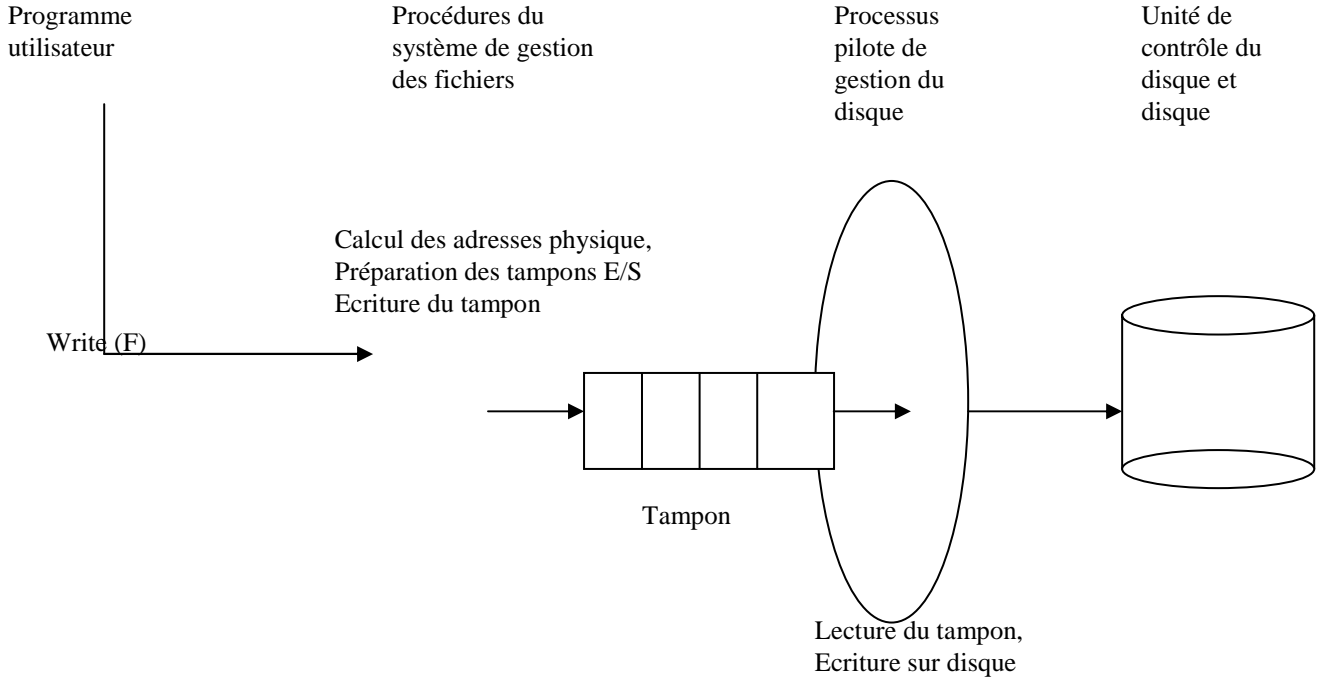 Programme
utilisateur
Procédures du
système de gestion
des fichiers
Processus
pilote de
gestion du
disque
Unité de
contrôle du
disque et
disque
Calcul des adresses physique,
Préparation des tampons E/S
Ecriture du tampon
Write (F)
Tampon
Lecture du tampon,
Ecriture sur disque